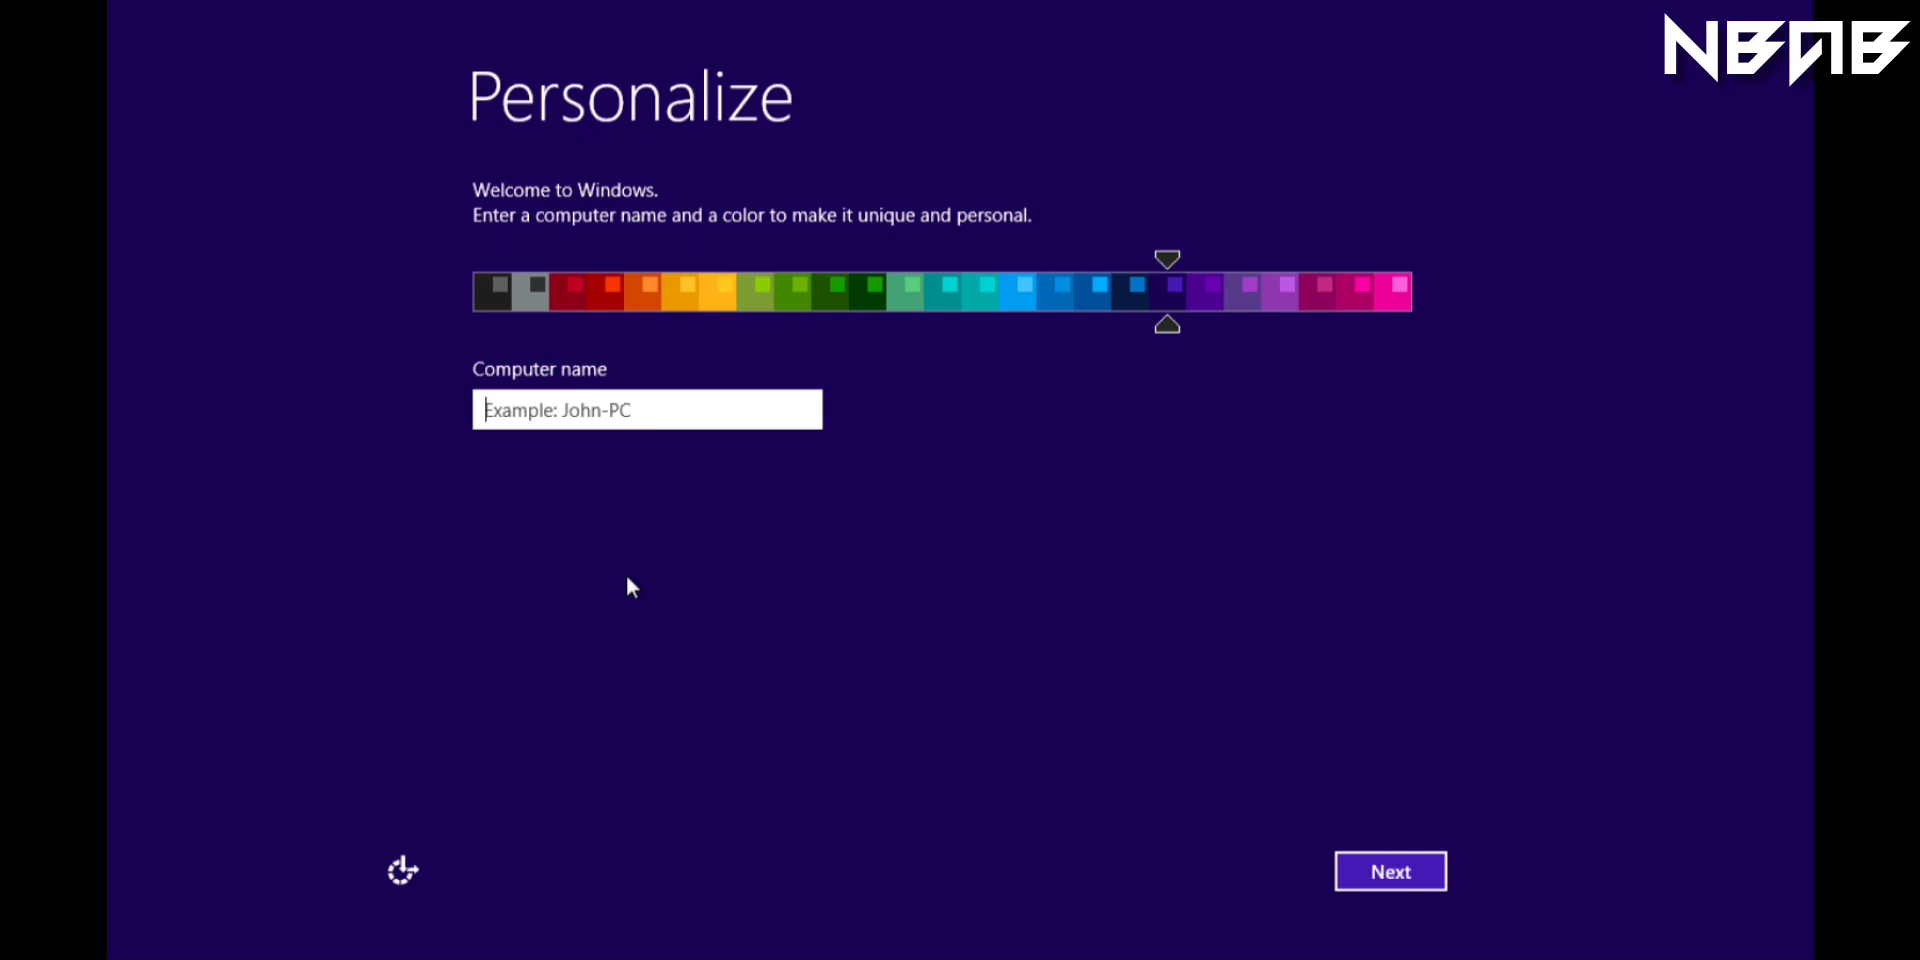 NBAB
Personalize
Welcome to Windows.
Enter a computer name and a color to make it unique and personal.
Computer name
Example: John-PC
Next